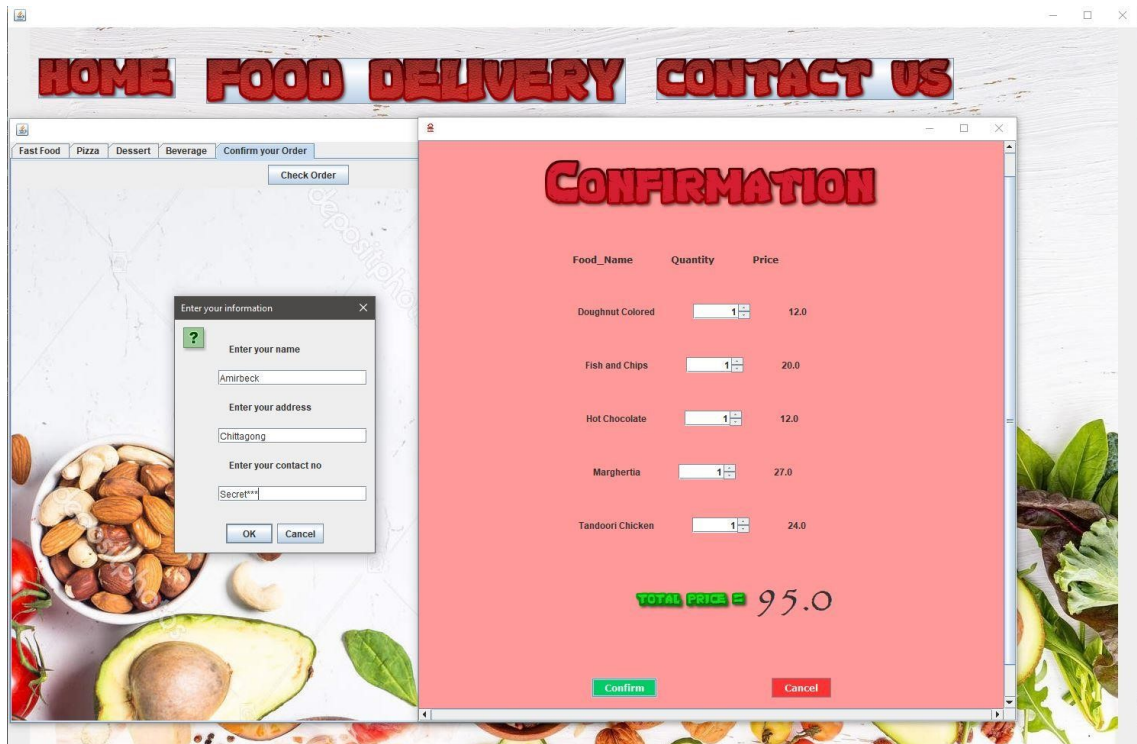 HOME FOOD DELIVERY CONTACT US
Fast Food Pizza Dessert Beverage Confirm your Order
Check Order
Enter your information
?
Enter your name
Amirbeck
Enter your address
Chittagong
Enter your contact no
Secret***
OK Cancel
CONFIRMATION
Food_Name Quantity Price
Doughnut Colored 1 12.0
Fish and Chips 1 20.0
Hot Chocolate 1 12.0
Marghertia 1 27.0
Tandoori Chicken 1 24.0
TOTAL PRICE = 95.0
Confirm Cancel
depositphotos